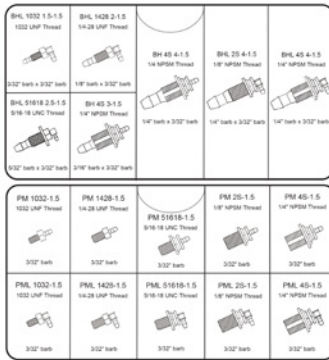 BHL 1032 1.5-1.5
1032 UNF Thread
3/32" barb x 3/32" barb
BHL 1428 2-1.5
1/4-28 UNF Thread
1/8" barb x 3/32" barb
BH 4S 4-1.5
1/4 NPSM Thread
1/4" barb x 3/32" barb
BHL 2S 4-1.5
1/8" NPSM Thread
1/4" barb x 3/32" barb
BHL 4S 4-1.5
1/4" NPSM Thread
1/4" barb x 3/32" barb
BHL 51618 2.5-1.5
5/16-18 UNC Thread
5/32" barb x 3/32" barb
BH 4S 3-1.5
1/4" NPSM Thread
3/16" barb x 3/32" barb
PM 1032-1.5
1032 UNF Thread
3/32" barb
PM 1428-1.5
1/4-28 UNF Thread
3/32" barb
PM 51618-1.5
5/16-18 UNC Thread
3/32" barb
PM 2S-1.5
1/8" NPSM Thread
3/32" barb
PM 4S-1.5
1/4" NPSM Thread
3/32" barb
PML 1032-1.5
1032 UNF Thread
3/32" barb
PML 1428-1.5
1/4-28 UNF Thread
3/32" barb
PML 51618-1.5
5/16-18 UNC Thread
3/32" barb
PML 2S-1.5
1/8" NPSM Thread
3/32" barb
PML 4S-1.5
1/4" NPSM Thread
3/32" barb